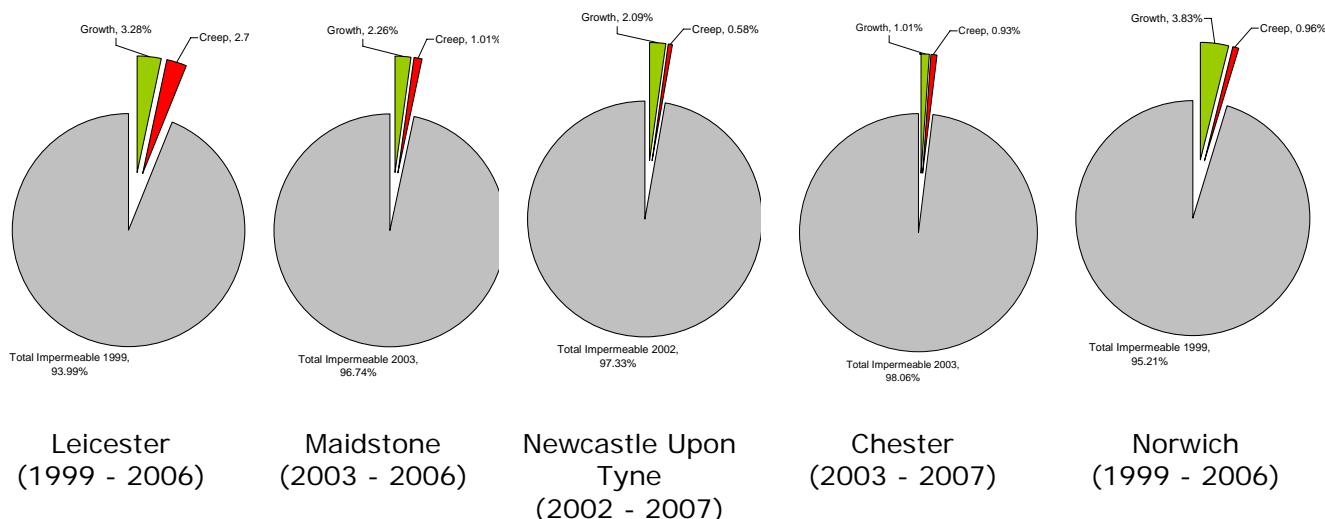 Growth, 3.28%
Creep, 2.7
Total Impermeable 1999,
93.99%
Leicester
(1999 - 2006)
Growth, 2.26%
Creep, 1.01%
Total Impermeable 2003,
96.74%
Maidstone
(2003 - 2006)
Growth, 2.09%
Creep, 0.58%
Total Impermeable 2002,
97.33%
Newcastle Upon
Tyne
(2002 - 2007)
Growth, 1.01%
Creep, 0.93%
Total Impermeable 2003,
98.06%
Chester
(2003 - 2007)
Growth, 3.83%
Creep, 0.96%
Total Impermeable 1999,
95.21%
Norwich
(1999 - 2006)